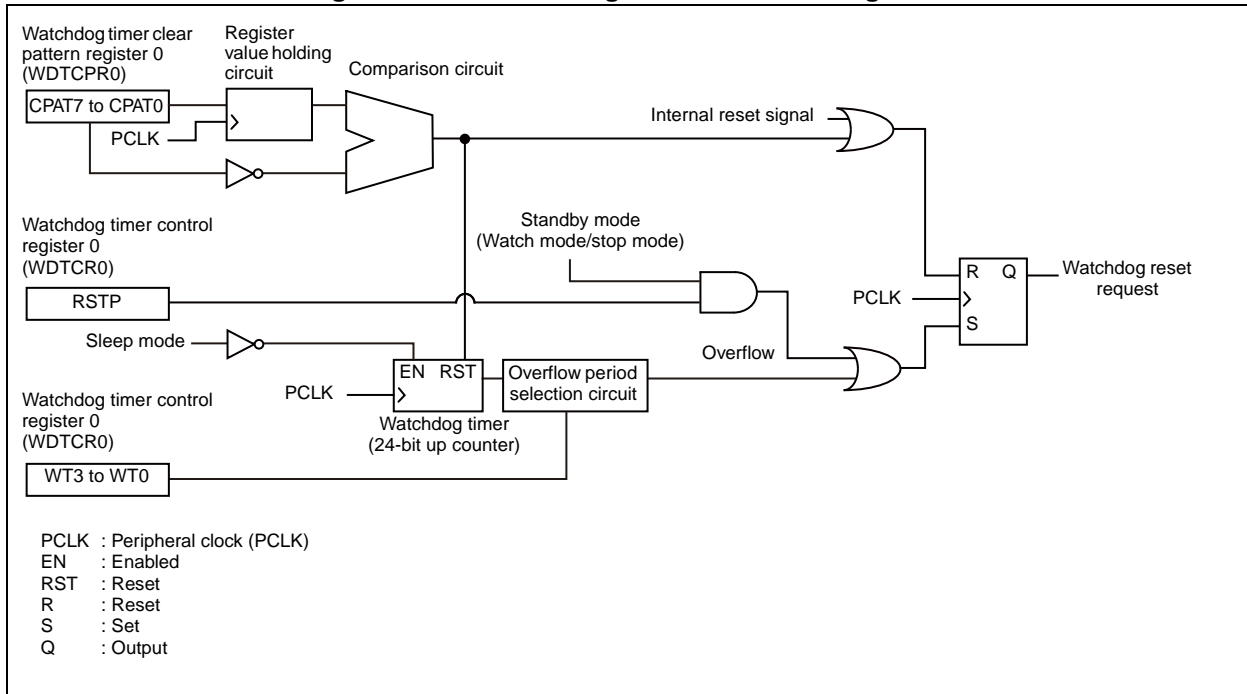 Watchdog timer clear
pattern register 0
(WDTCPR0)
Register
value holding
circuit
Comparison circuit
CPAT7 to CPAT0
PCLK
Internal reset signal
Watchdog timer control
register 0
(WDTCR0)
Standby mode
(Watch mode/stop mode)
RSTP
PCLK
R Q
S
Watchdog reset
request
Sleep mode
Overflow
PCLK
EN RST
Overflow period
selection circuit
Watchdog timer
(24-bit up counter)
Watchdog timer control
register 0
(WDTCR0)
WT3 to WT0
PCLK : Peripheral clock (PCLK)
EN : Enabled
RST : Reset
R : Reset
S : Set
Q : Output